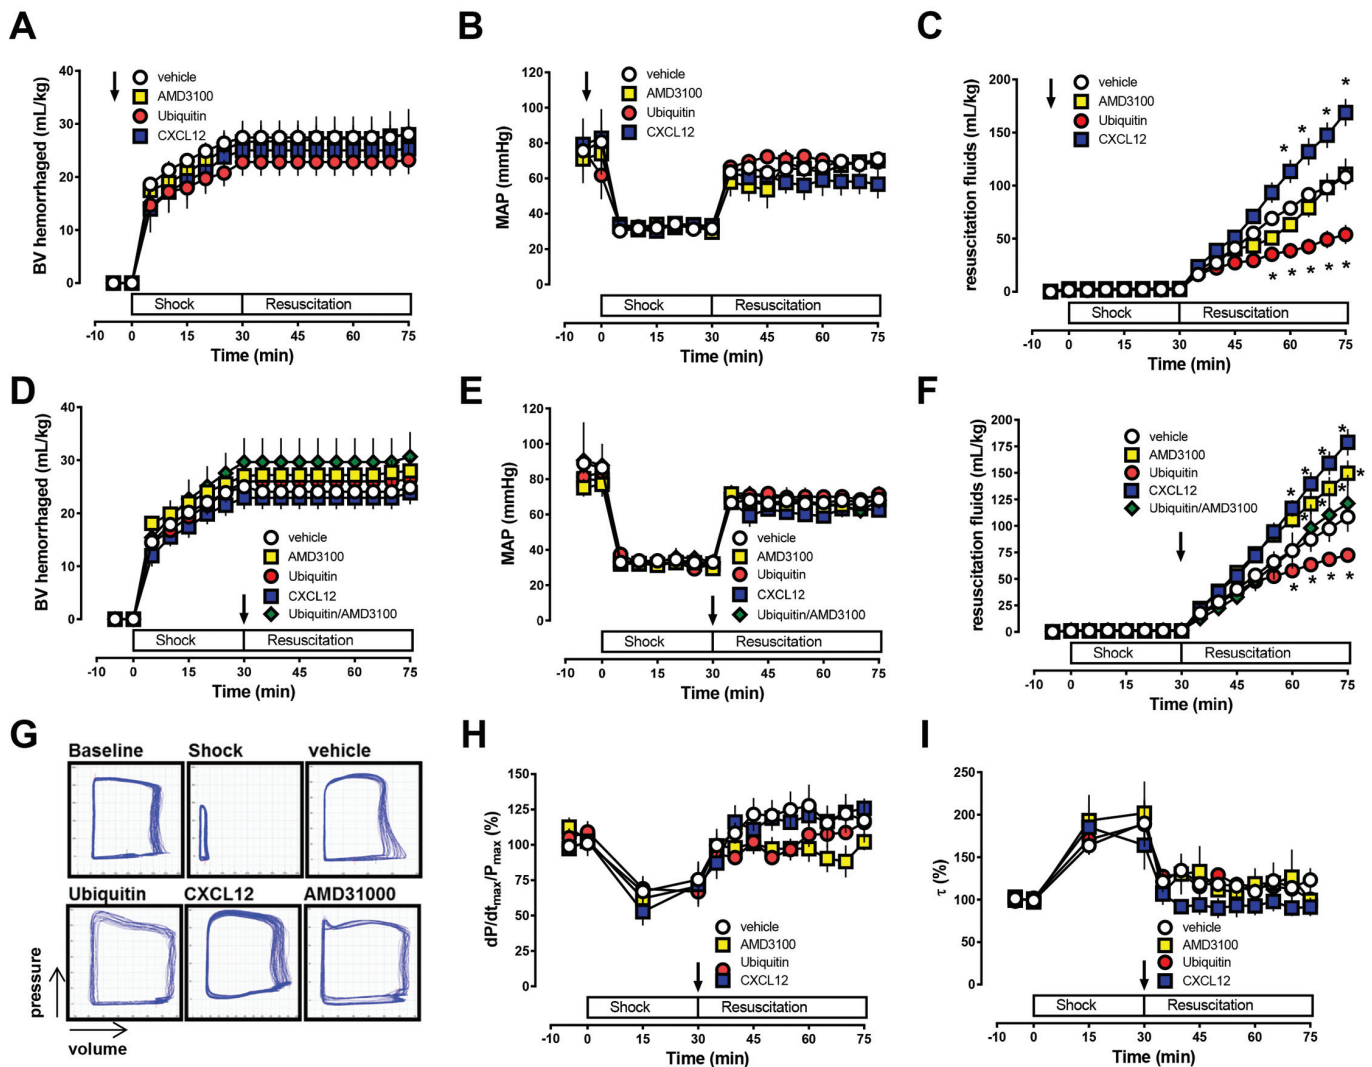 A
BV hemorrhaged (mL/kg)
40
30
20
10
0
vehicle
AMD3100
Ubiquitin
CXCL12
Shock
Resuscitation
-10 0 15 30 45 60 75
Time (min)
B
MAP (mmHg)
120
100
80
60
40
20
0
vehicle
AMD3100
Ubiquitin
CXCL12
Shock
Resuscitation
-10 0 15 30 45 60 75
Time (min)
C
resuscitation fluids (mL/kg)
200
150
100
50
0
vehicle
AMD3100
Ubiquitin
CXCL12
* * * * *
* * * * *
Shock
Resuscitation
-10 0 15 30 45 60 75
Time (min)
D
BV hemorrhaged (mL/kg)
40
30
20
10
0
vehicle
AMD3100
Ubiquitin
CXCL12
Ubiquitin/AMD3100
Shock
Resuscitation
-10 0 15 30 45 60 75
Time (min)
E
MAP (mmHg)
120
100
80
60
40
20
0
vehicle
AMD3100
Ubiquitin
CXCL12
Ubiquitin/AMD3100
Shock
Resuscitation
-10 0 15 30 45 60 75
Time (min)
F
resuscitation fluids (mL/kg)
200
175
150
125
100
75
50
25
0
vehicle
AMD3100
Ubiquitin
CXCL12
Ubiquitin/AMD3100
* * * *
* * * *
* * * *
Shock
Resuscitation
-10 0 15 30 45 60 75
Time (min)
G
Baseline
Shock
vehicle
Ubiquitin
CXCL12
AMD31000
pressure
volume
H
dP/dtmax/Pmax (%)
150
125
100
75
50
25
0
vehicle
AMD3100
Ubiquitin
CXCL12
Shock
Resuscitation
-10 0 15 30 45 60 75
Time (min)
I
τ (%)
250
200
150
100
50
0
vehicle
AMD3100
Ubiquitin
CXCL12
Shock
Resuscitation
-10 0 15 30 45 60 75
Time (min)